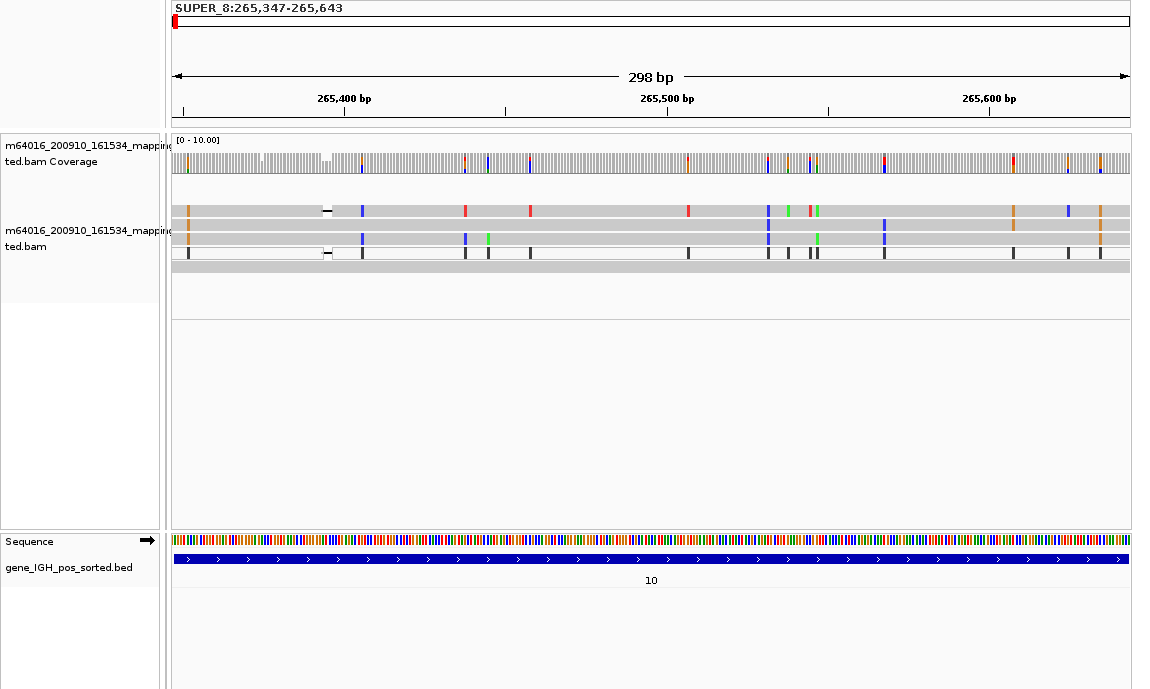 SUPER_8:265,347-265,643
298 bp
265,400 bp 265,500 bp 265,600 bp
m64016_200910_161534_mapping
ted.bam Coverage
[0 - 10.00]
m64016_200910_161534_mapping
ted.bam
Sequence
gene_IGH_pos_sorted.bed
10